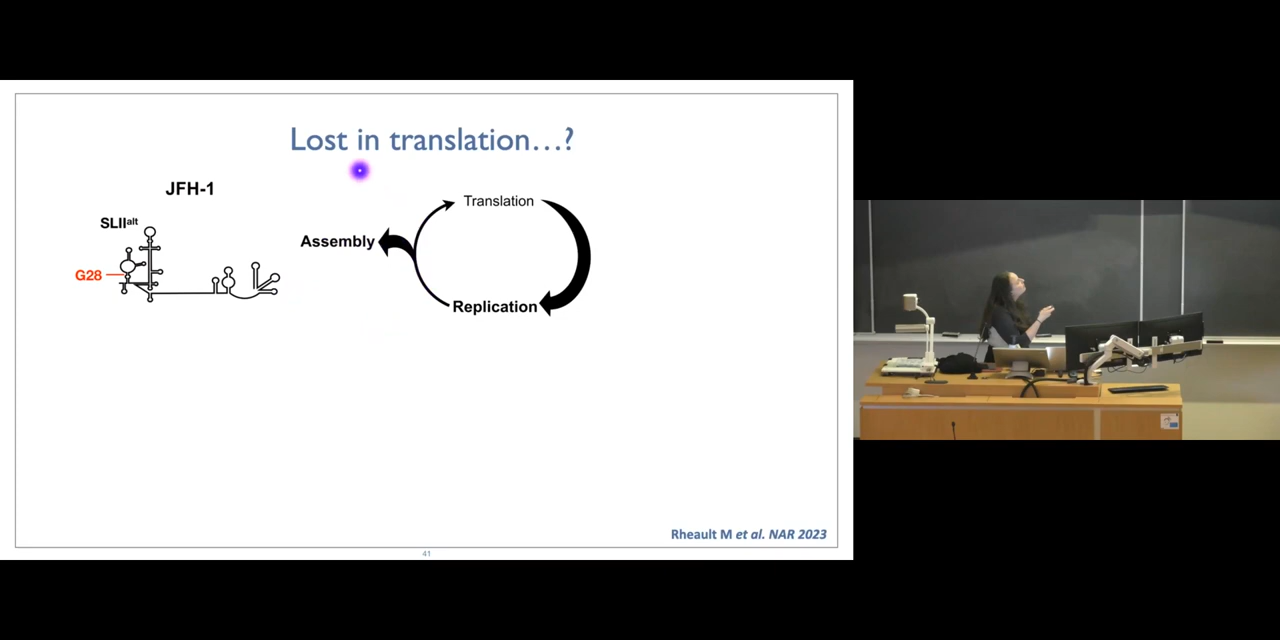 Lost in translation…?
JFH-1
SLIIalt
G28
Translation
Assembly
Replication
Rheault M et al. NAR 2023
41